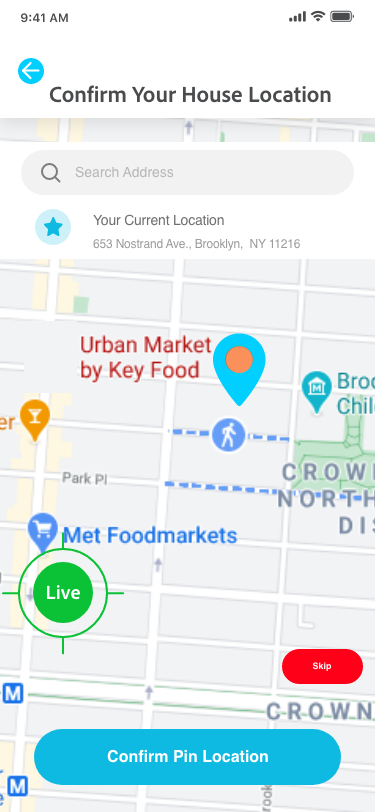 9:41 AM
Confirm Your House Location
Search Address
Your Current Location
653 Nostrand Ave., Brooklyn,  NY 11216
Urban Market
by Key Food
Broo
Chil
er
CROW
NORTH
DIS
Park Pl
Met Foodmarkets
Live
Skip
M
CROWN
Confirm Pin Location
M
rook